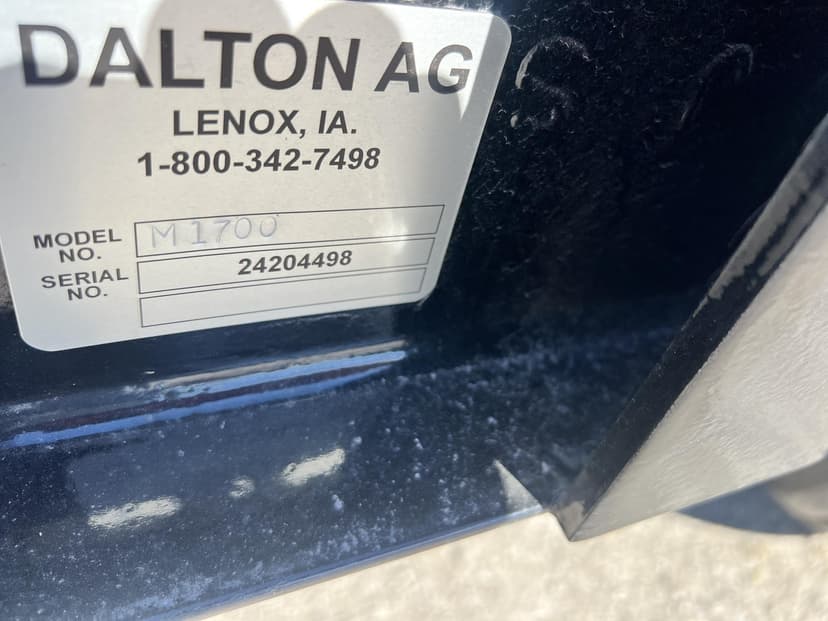 DALTON AG
LENOX, IA.
1-800-342-7498
MODEL NO. M1700
SERIAL NO. 24204498